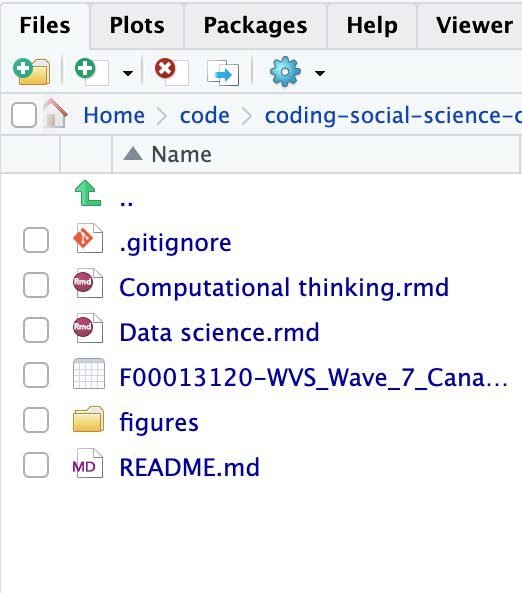 Files Plots Packages Help Viewer
Home code coding-social-science-
Name
..
.gitignore
Rmd Computational thinking.rmd
Rmd Data science.rmd
F00013120-WVS_Wave_7_Cana...
figures
MD README.md